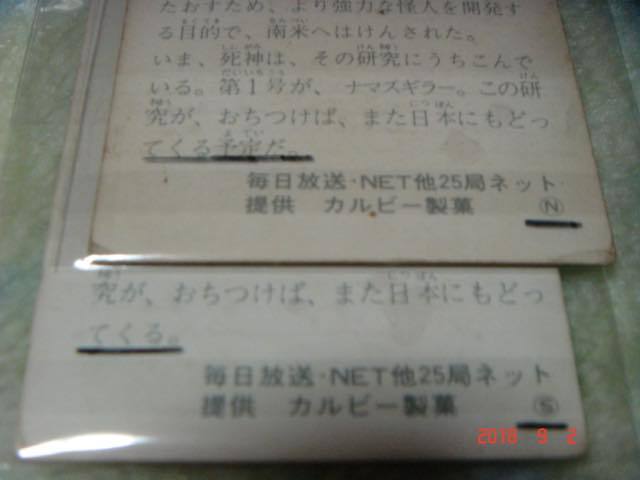 たおすため、より強力な怪人を開発す
る目的で、南米へはけんされた。
いま、死神は、その研究にうちこんで
いる。第1号が、ナマズギラー。この研
究が、おちつけば、また日本にもどっ
てくる予定だ。
毎日放送・NET他25局ネット
提供 カルビー製菓 Ⓝ
究が、おちつけば、また日本にもどっ
てくる。
毎日放送・NET他25局ネット
提供 カルビー製菓 Ⓢ
2018 9 2